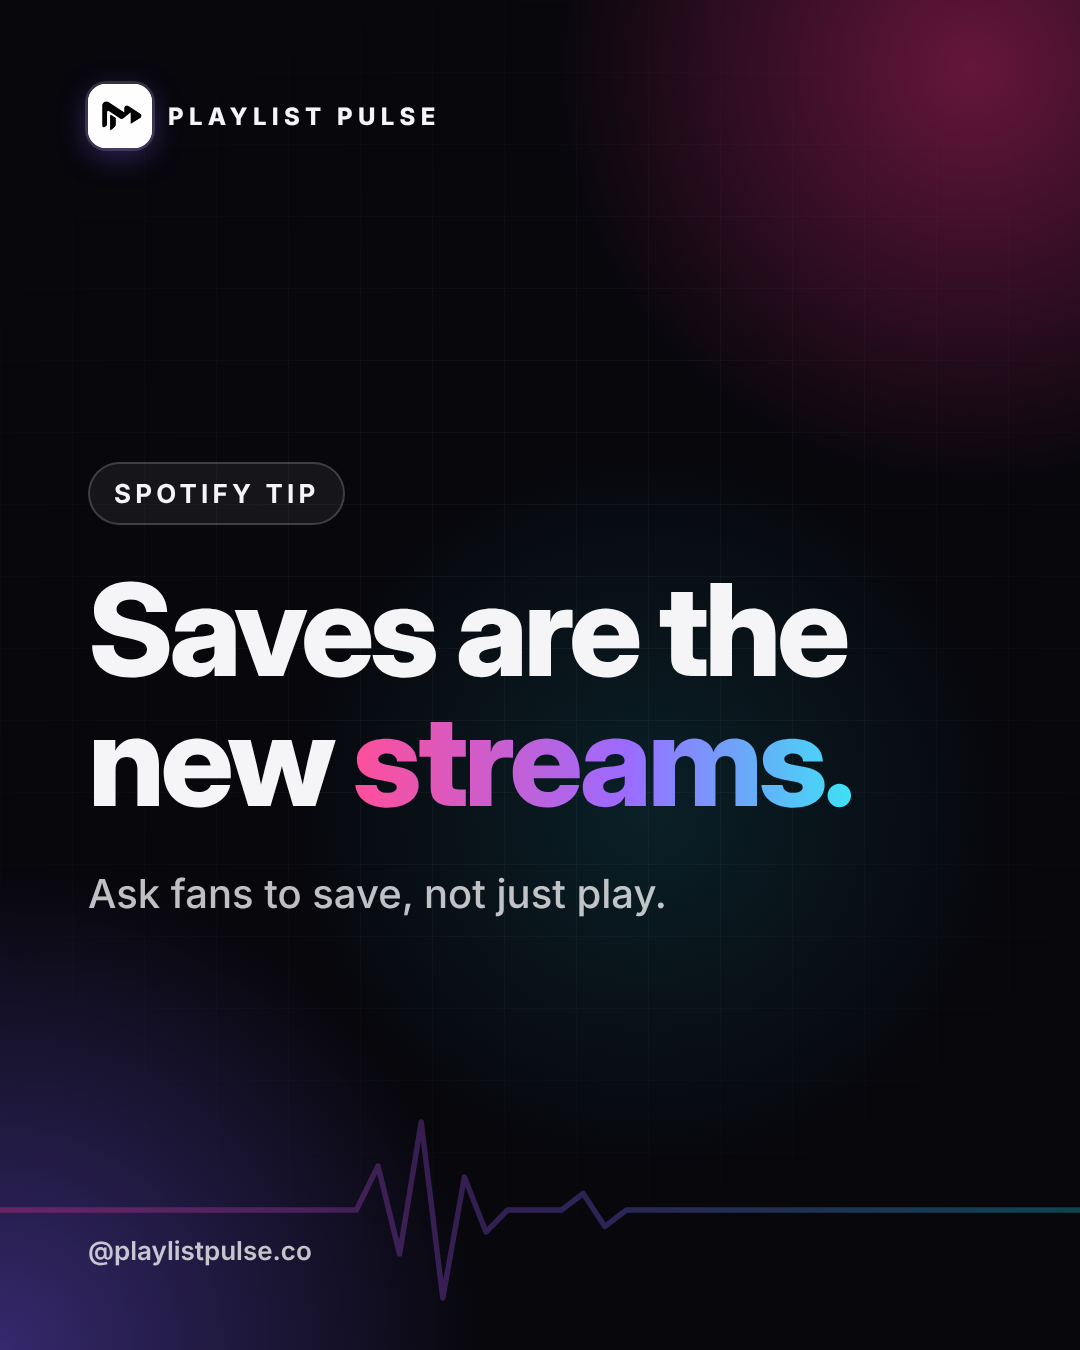 PLAYLIST PULSE
SPOTIFY TIP
Saves are the
new streams.
Ask fans to save, not just play.
@playlistpulse.co